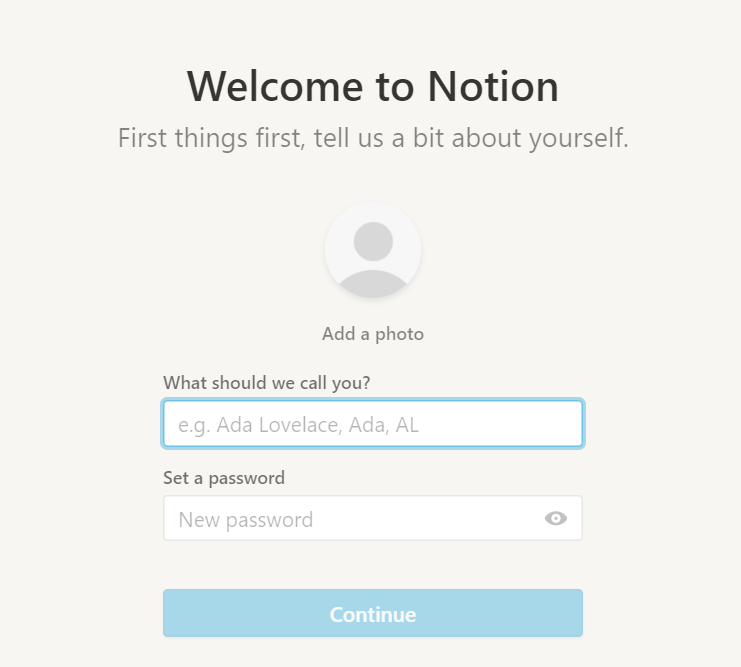 Welcome to Notion
First things first, tell us a bit about yourself.
Add a photo
What should we call you?
e.g. Ada Lovelace, Ada, AL
Set a password
New password
Continue